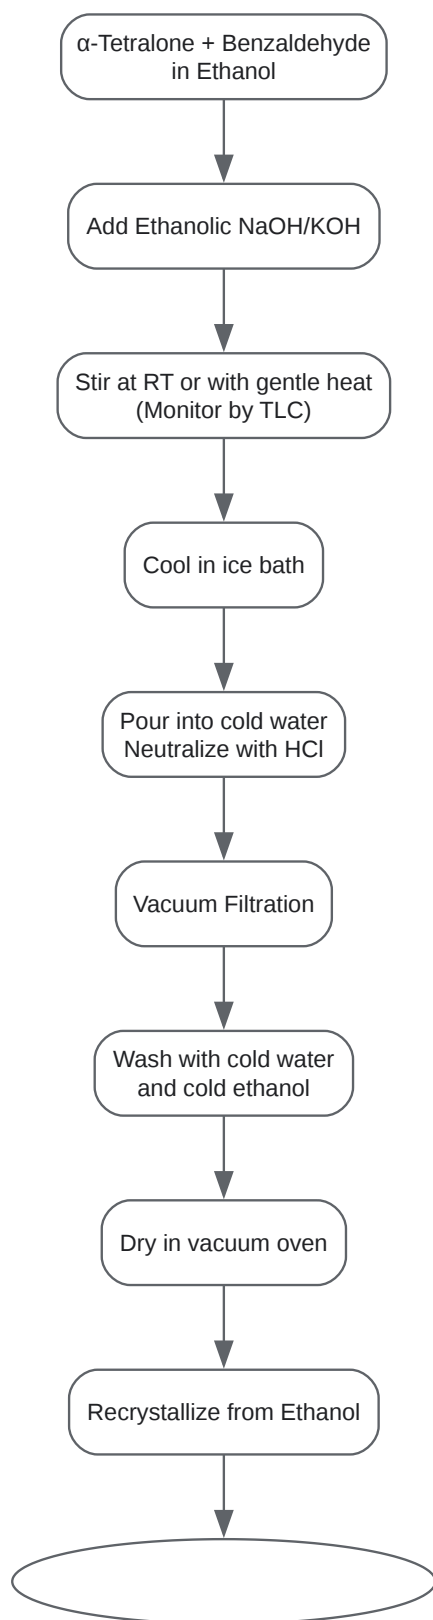 α-Tetralone + Benzaldehyde
in Ethanol
Add Ethanolic NaOH/KOH
Stir at RT or with gentle heat
(Monitor by TLC)
Cool in ice bath
Pour into cold water
Neutralize with HCl
Vacuum Filtration
Wash with cold water
and cold ethanol
Dry in vacuum oven
Recrystallize from Ethanol